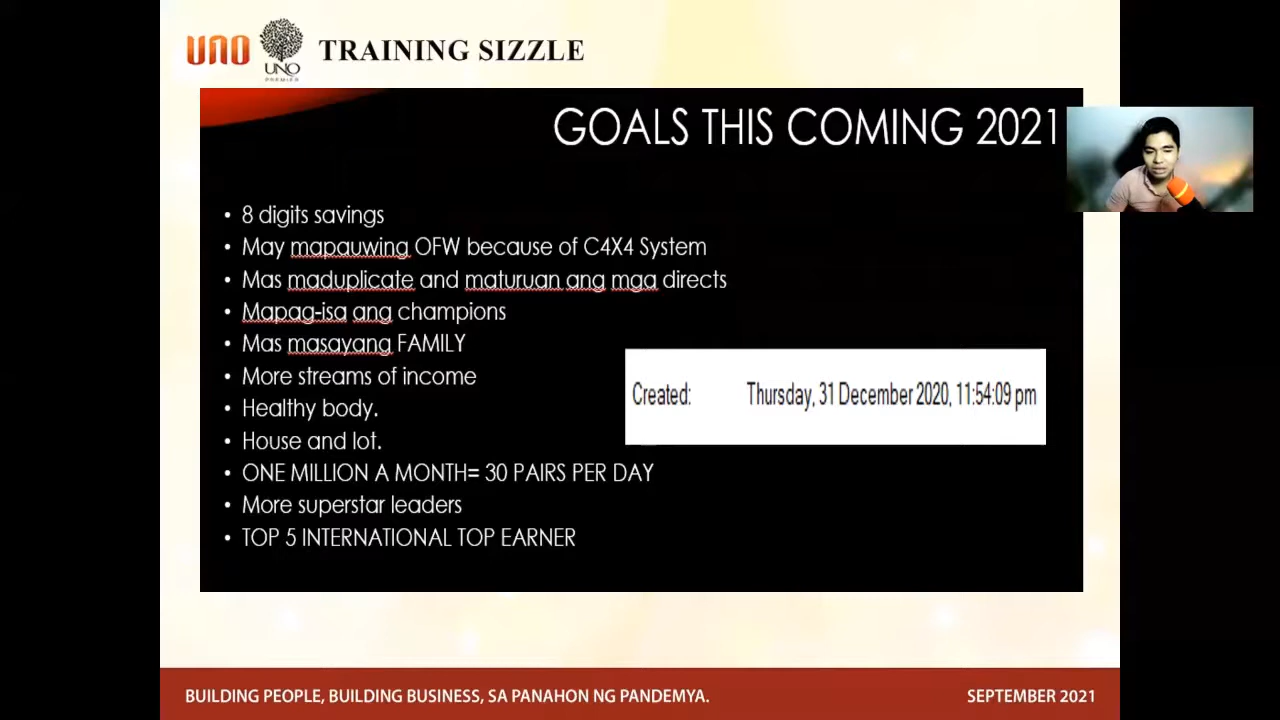 UNO
UNO
PREMIER
TRAINING SIZZLE
GOALS THIS COMING 2021
• 8 digits savings
• May mapauwing OFW because of C4X4 System
• Mas maduplicate and maturuan ang mga directs
• Mapag-isa ang champions
• Mas masayang FAMILY
• More streams of income
• Healthy body.
• House and lot.
• ONE MILLION A MONTH= 30 PAIRS PER DAY
• More superstar leaders
• TOP 5 INTERNATIONAL TOP EARNER
Created: Thursday, 31 December 2020, 11:54:09 pm
BUILDING PEOPLE, BUILDING BUSINESS, SA PANAHON NG PANDEMYA.
SEPTEMBER 2021